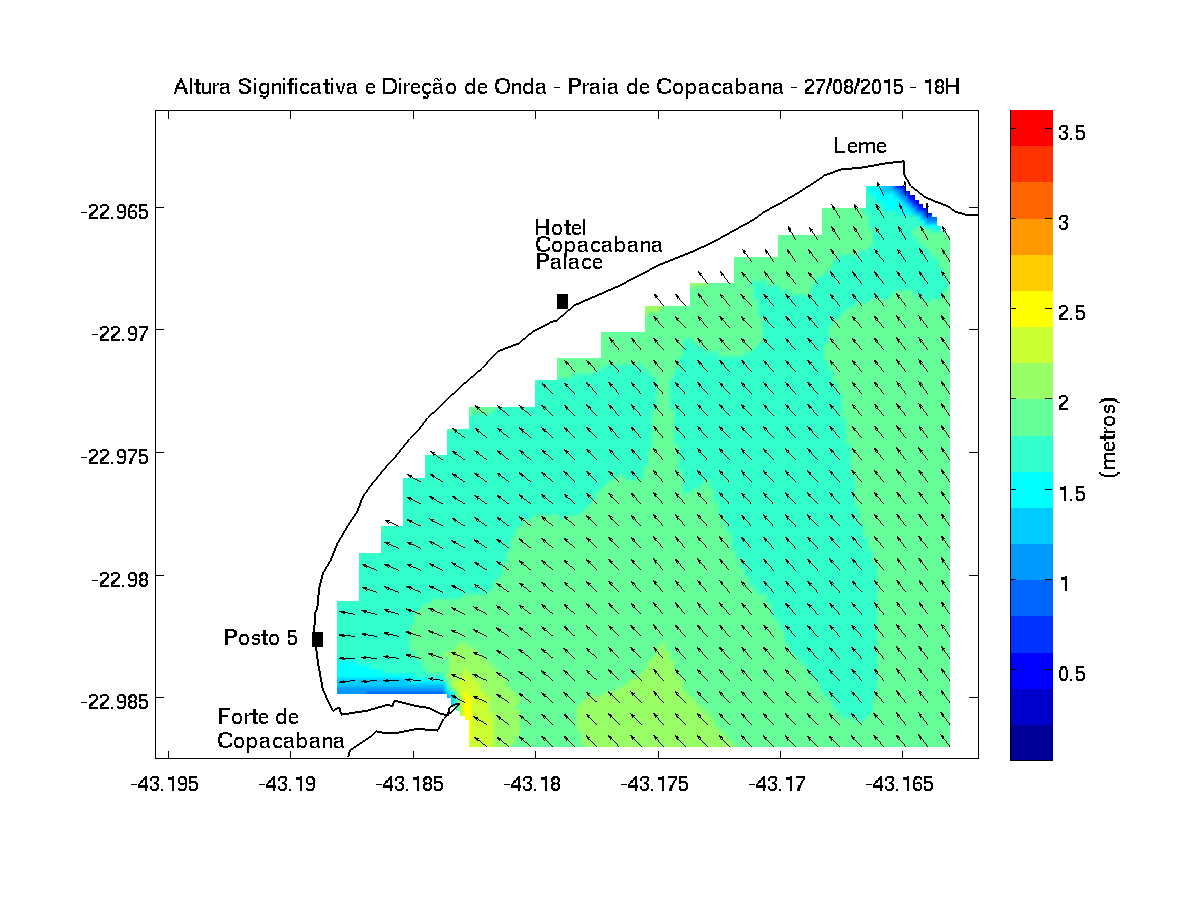 Altura Significativa e Direção de Onda - Praia de Copacabana - 27/08/2015 - 18H
Leme
Hotel
Copacabana
Palace
Posto 5
Forte de
Copacabana
-22.965
-22.97
-22.975
-22.98
-22.985
-43.195
-43.19
-43.185
-43.18
-43.175
-43.17
-43.165
3.5
3
2.5
2
1.5
1
0.5
(metros)